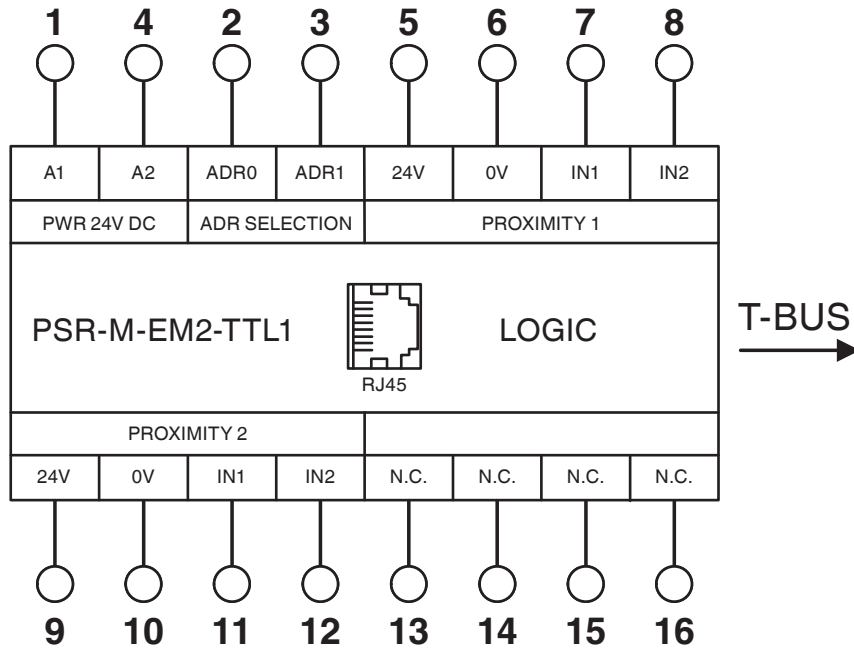 1 4 2 3 5 6 7 8
A1 A2 ADR0 ADR1 24V 0V IN1 IN2
PWR 24V DC ADR SELECTION PROXIMITY 1
PSR-M-EM2-TTL1 LOGIC T-BUS
RJ45
PROXIMITY 2
24V 0V IN1 IN2 N.C. N.C. N.C. N.C.
9 10 11 12 13 14 15 16